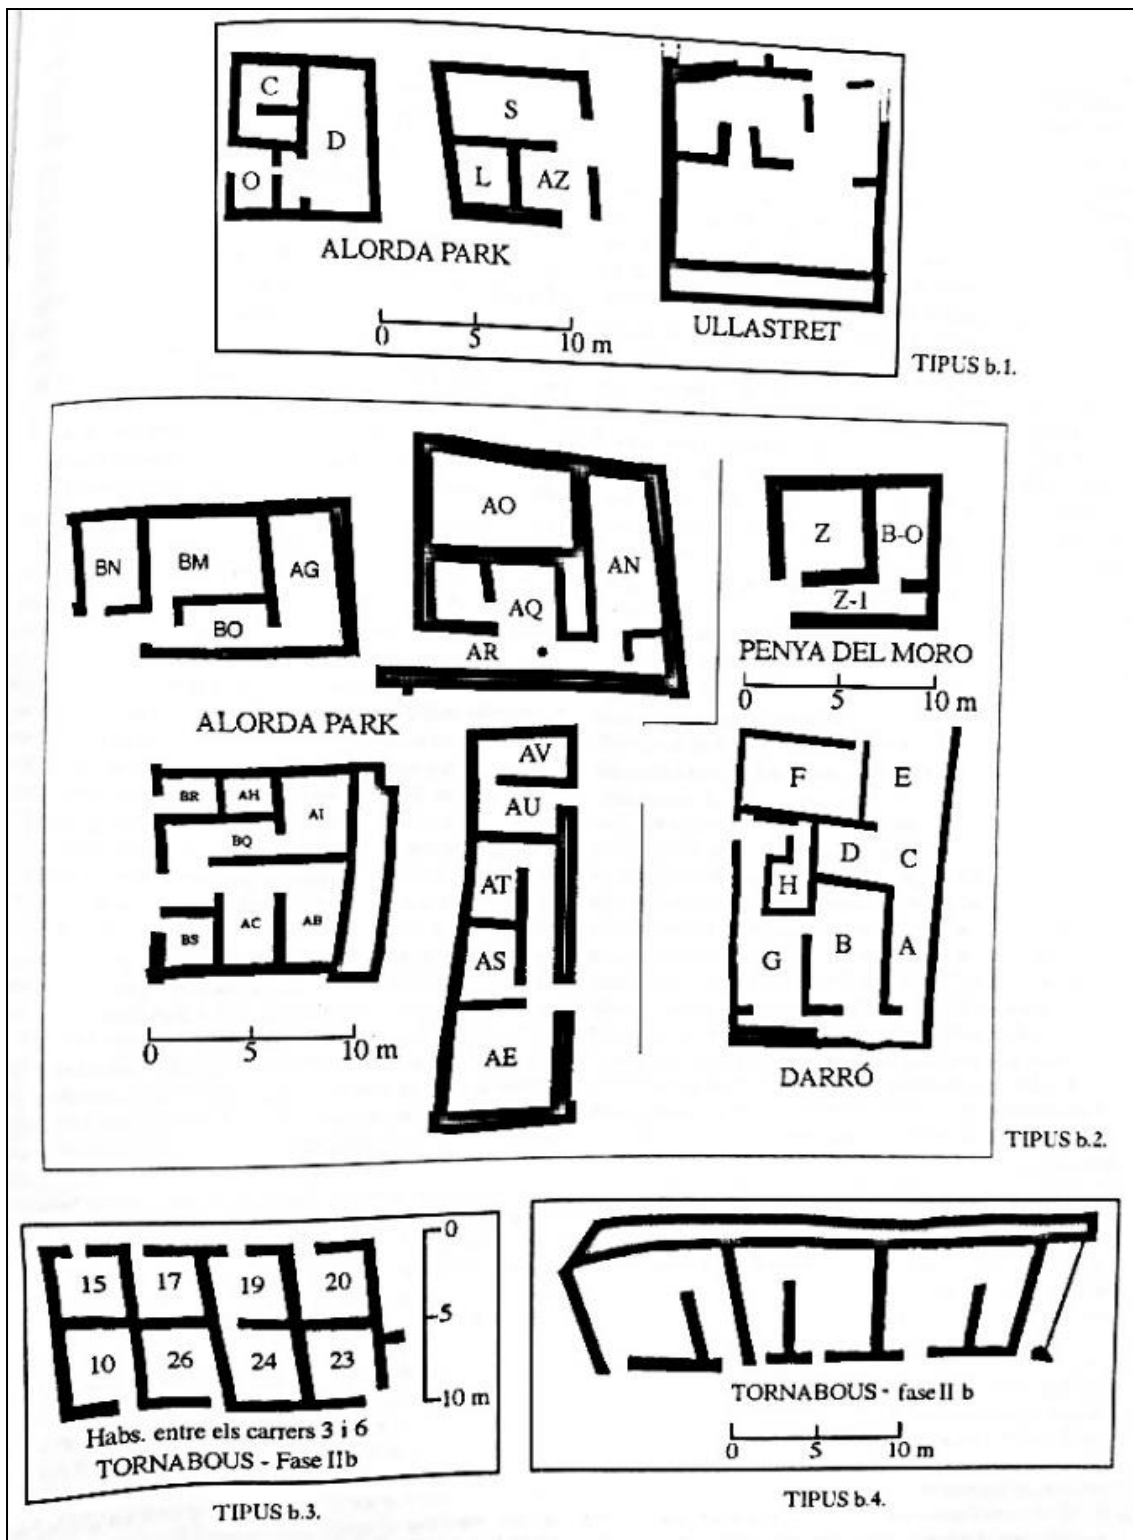 C
D
O
S
L AZ
ALORDA PARK
0 5 10 m
ULLASTRET
TIPUS b.1.
BN BM AG
BO
AO
AN
AQ
AR
Z B-O
Z-1
PENYA DEL MORO
0 5 10 m
ALORDA PARK
BR AH AI
BQ
BS AC AB
0 5 10 m
AV
AU
AT
AS
AE
F E
D C
H
B
G A
DARRÓ
TIPUS b.2.
15 17 19 20
10 26 24 23
0
5
10 m
Habs. entre els carrers 3 i 6
TORNABOUS - Fase IIb
TIPUS b.3.
TORNABOUS - fase II b
0 5 10 m
TIPUS b.4.